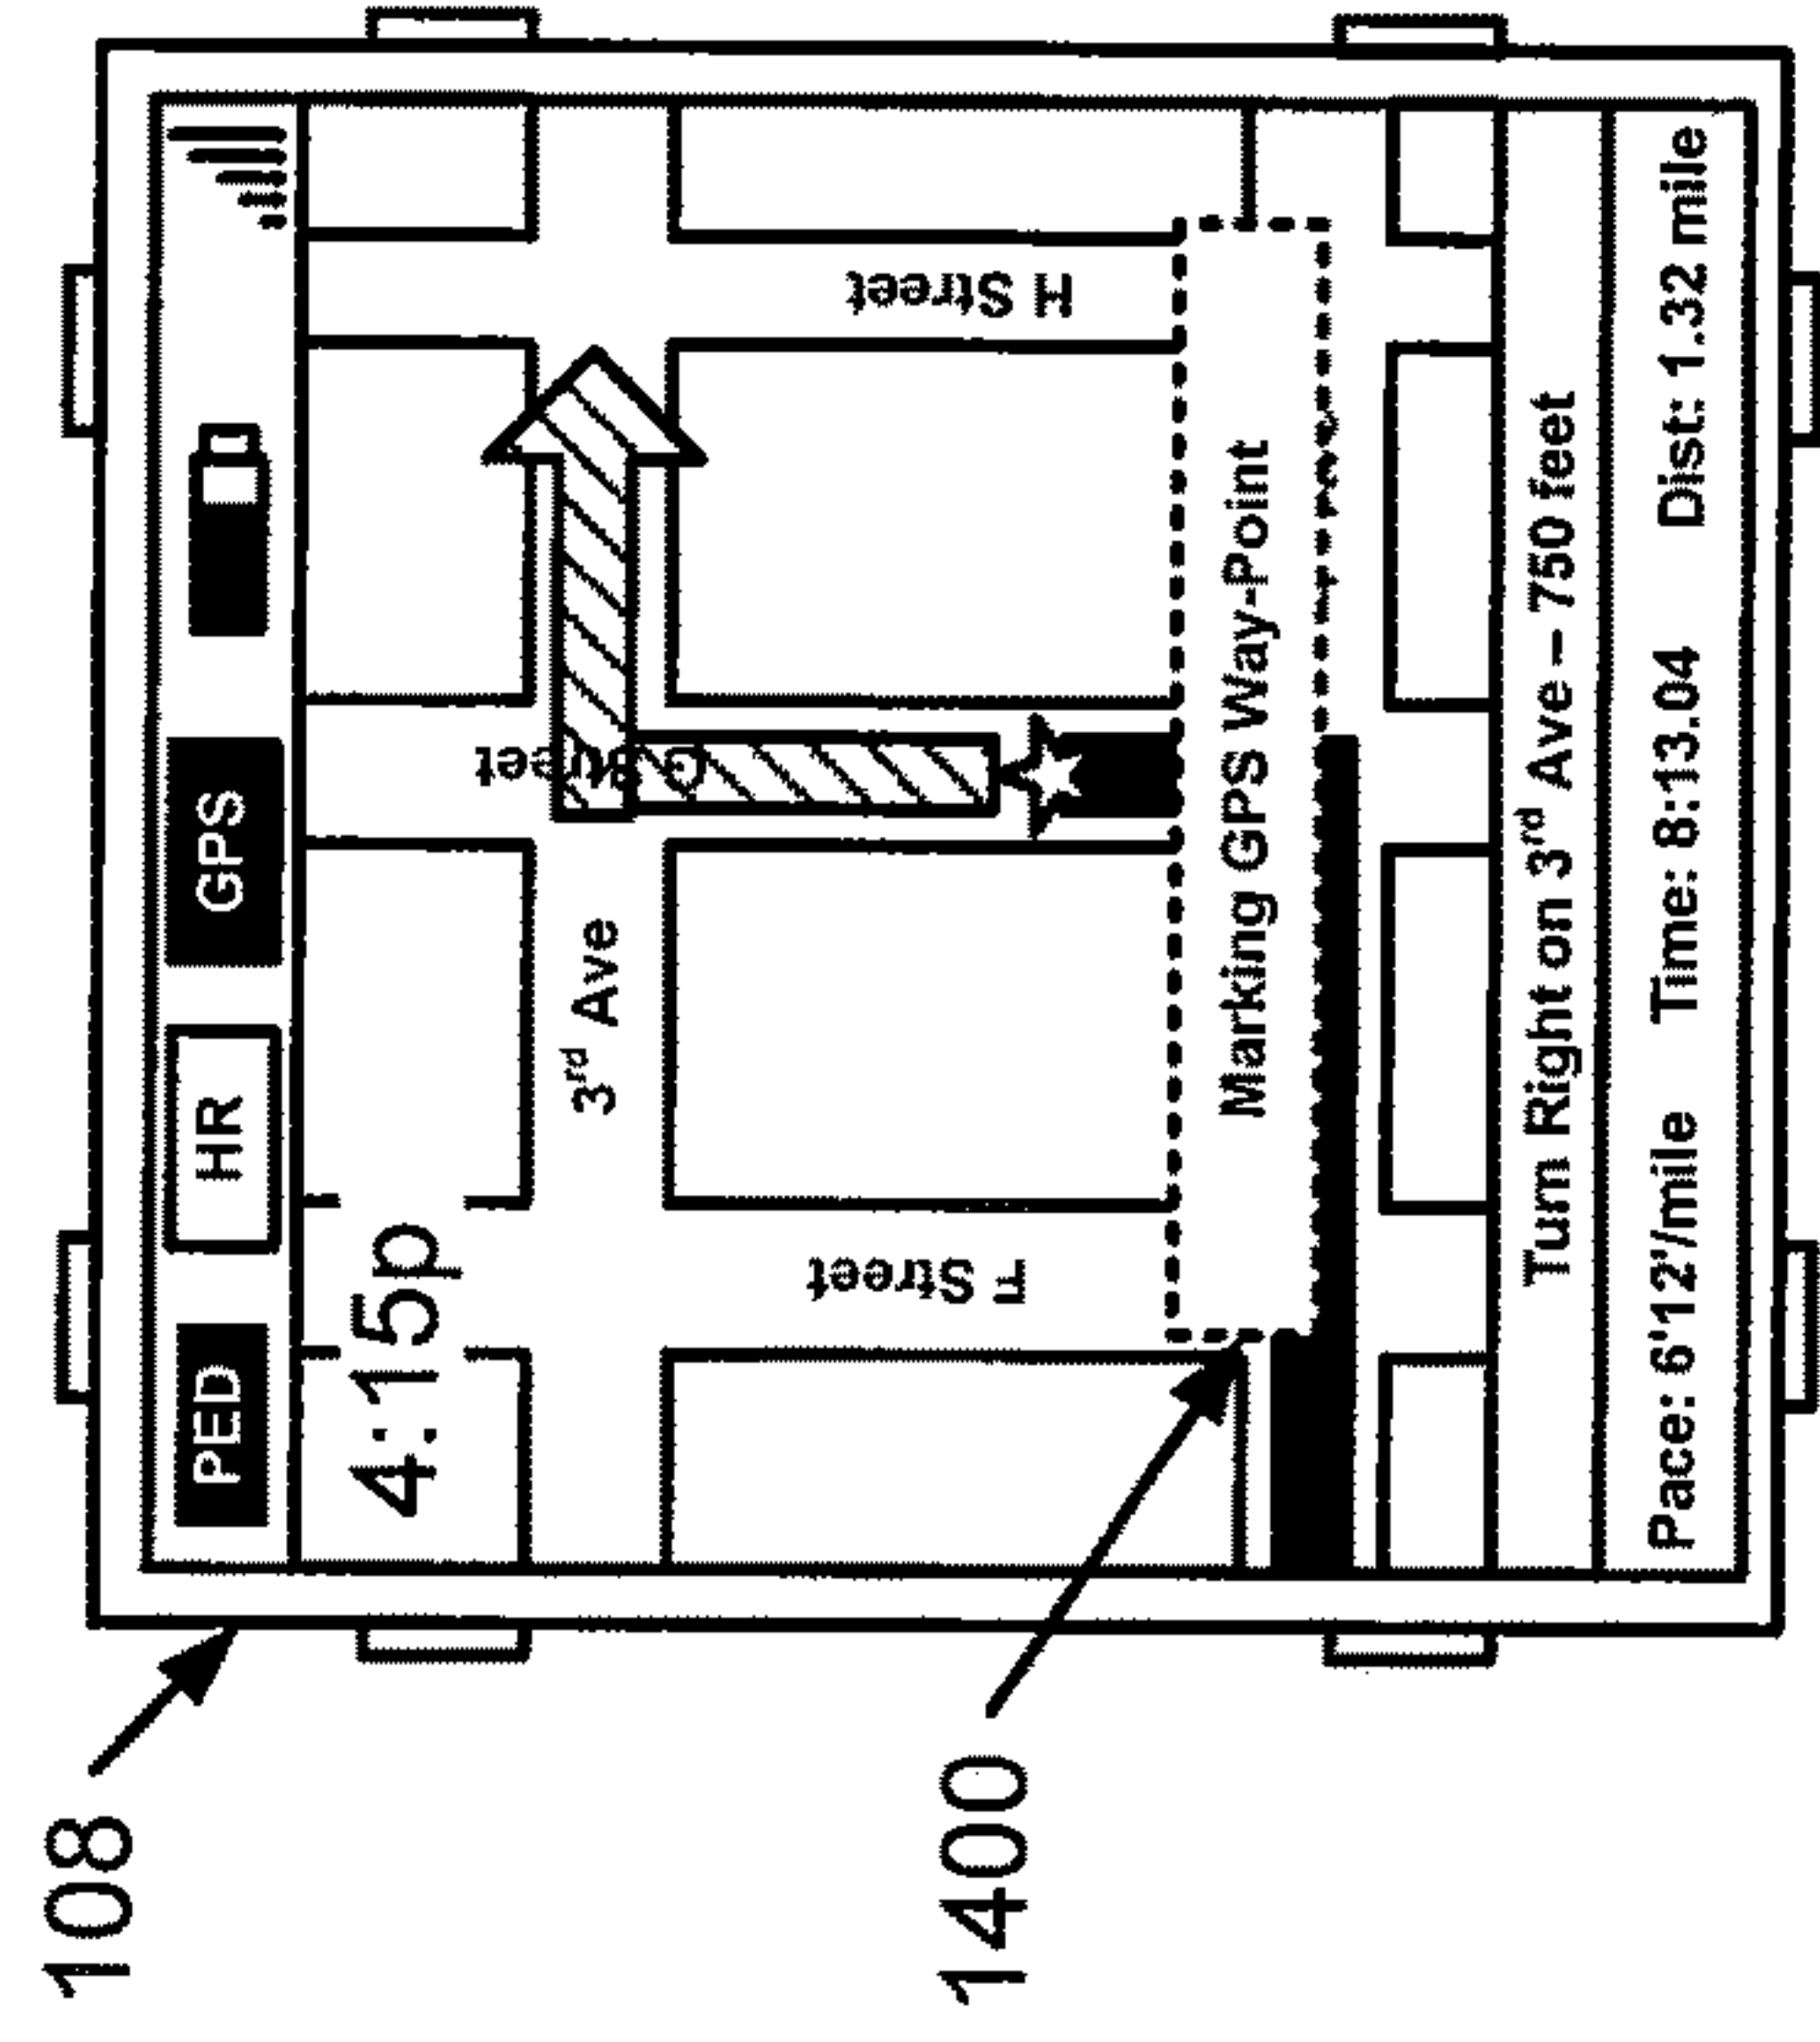 108
PED HR GPS
4:15p
3rd Ave
F Street
H Street
1400
Marking GPS Way-Point
Turn Right on 3rd Ave – 750 feet
Pace: 6'12'/mile Time: 8:13.04 Dist: 1.32 mile